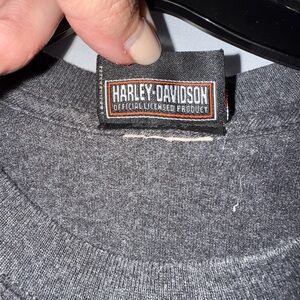 HARLEY-DAVIDSON
OFFICIAL LICENSED PRODUCT